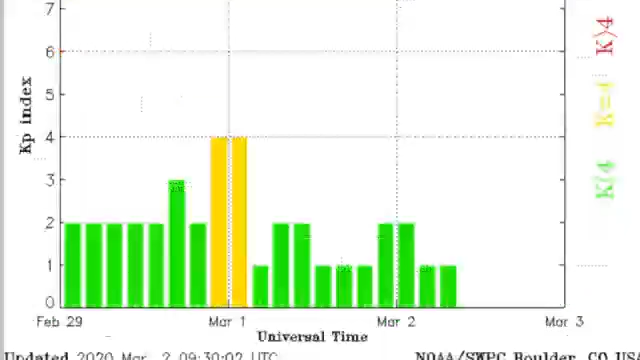 7
6
5
4
3
2
1
0
Kp index
Feb 29 Mar 1 Mar 2 Mar 3
Universal Time
Updated 2020 Mar 2 09:30:02 UTC NOAA/SWPC Boulder, CO USA
K>4
K=4
K<4